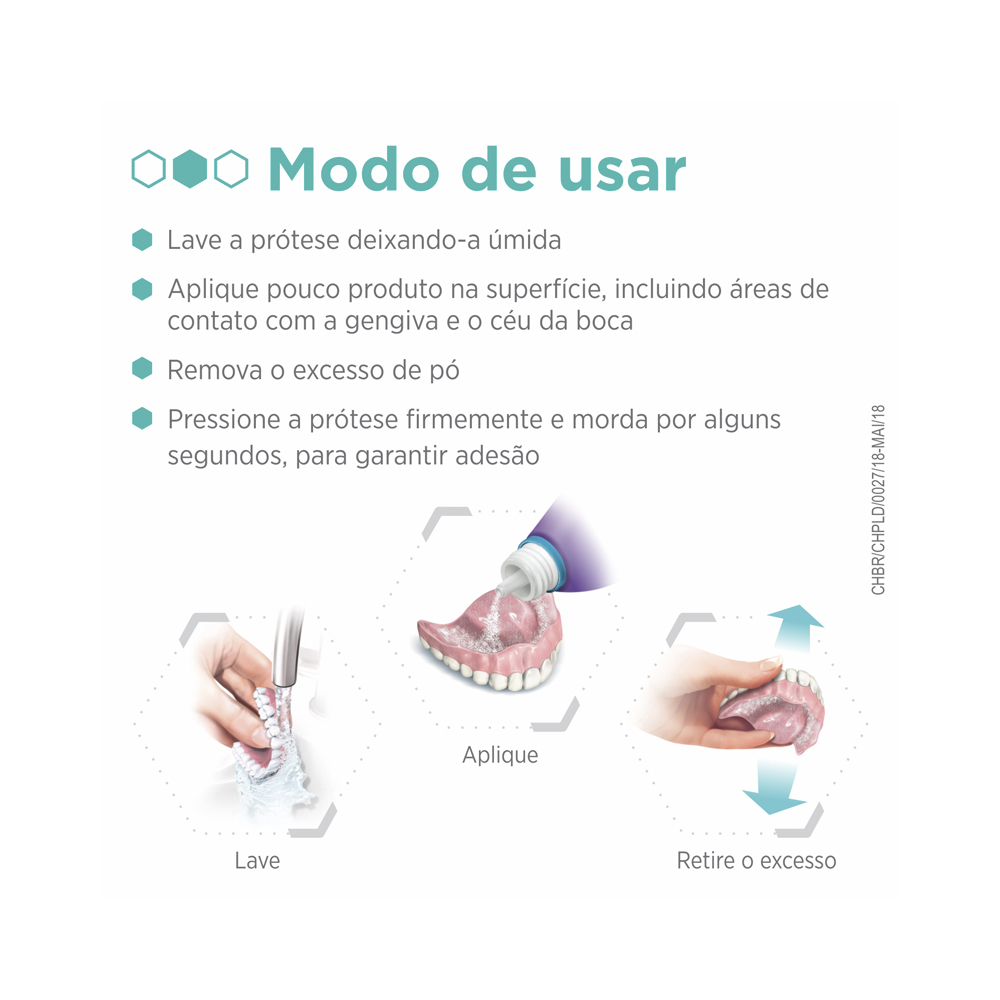 Modo de usar
Lave a prótese deixando-a úmida
Aplique pouco produto na superfície, incluindo áreas de
contato com a gengiva e o céu da boca
Remova o excesso de pó
Pressione a prótese firmemente e morda por alguns
segundos, para garantir adesão
CHBR/CHPLD/0027/18-MAI/18
Aplique
Lave
Retire o excesso